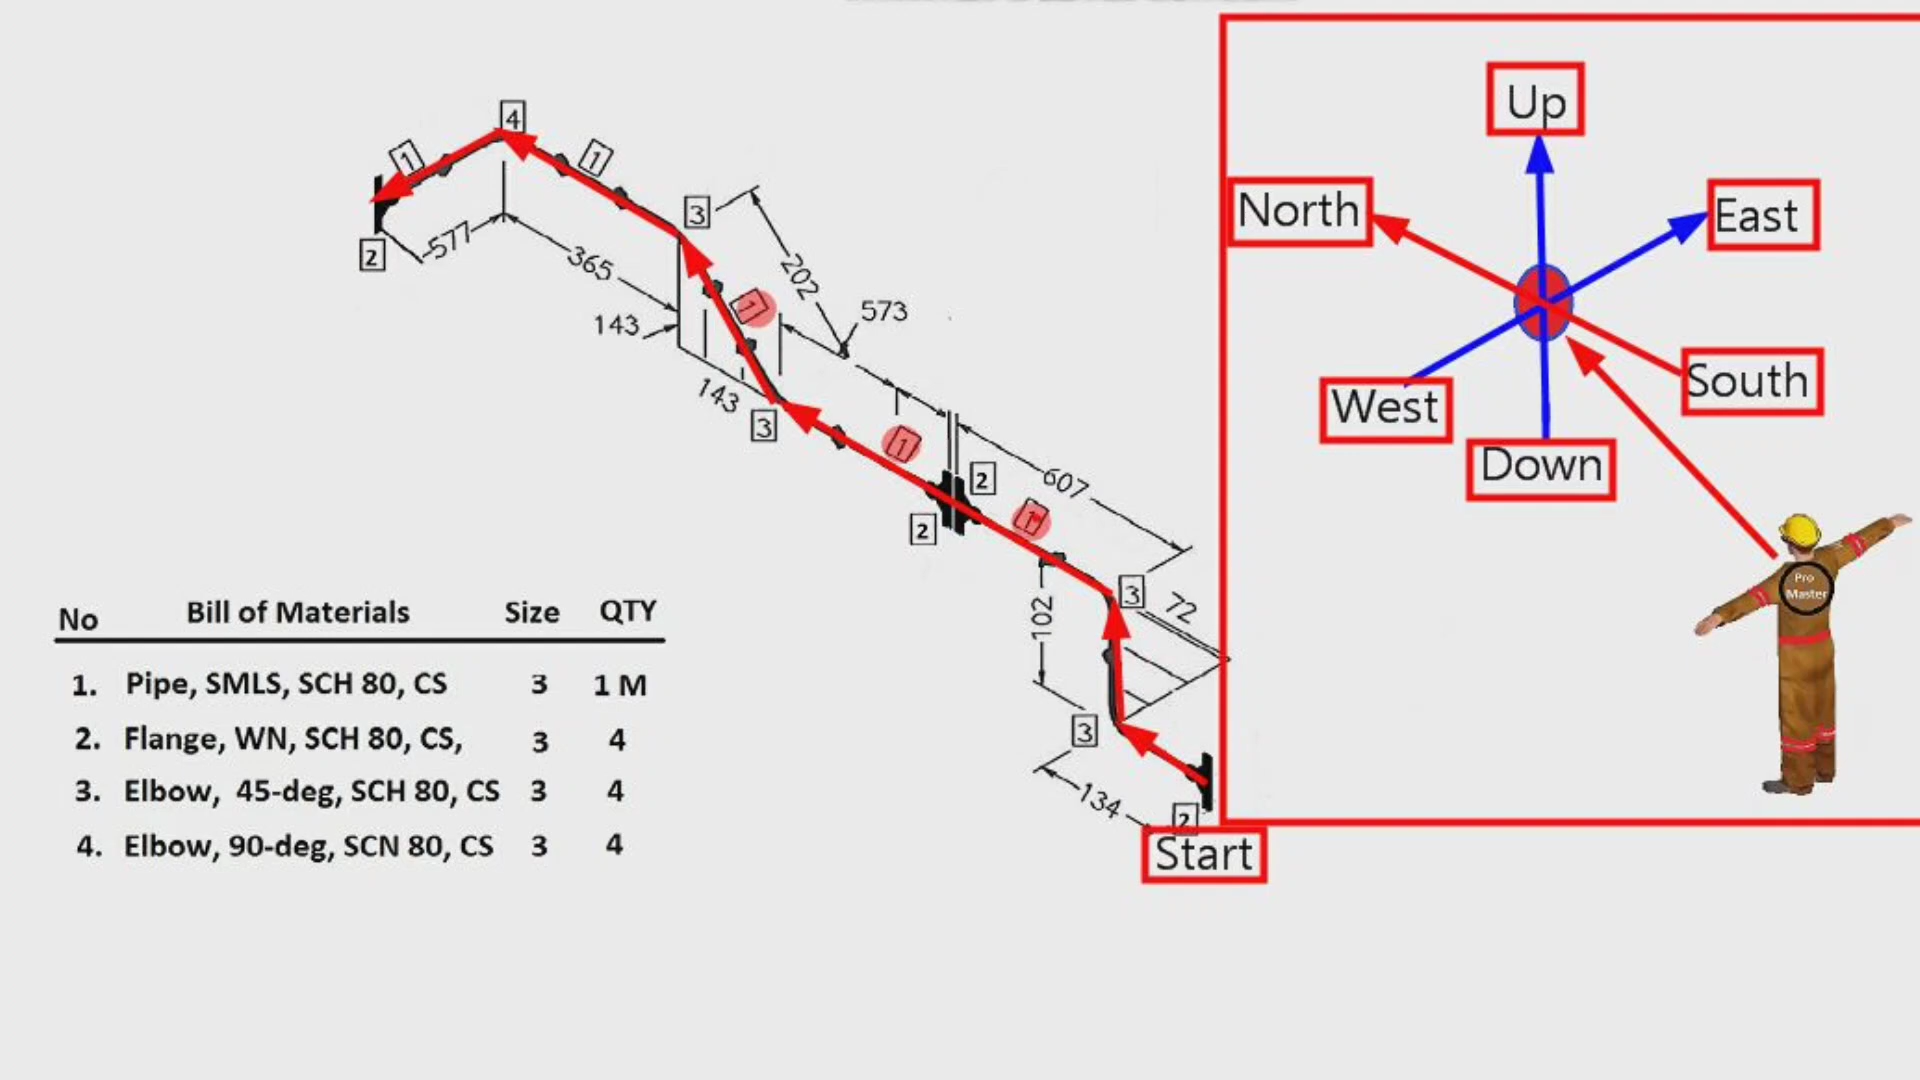 Up
North
East
West
South
Down
Pro
Master
4
1
1
2
577
365
3
202
573
1
143
143
3
1
2
2
607
1
3
72
102
3
134
2
Start
No Bill of Materials Size QTY
1. Pipe, SMLS, SCH 80, CS 3 1 M
2. Flange, WN, SCH 80, CS, 3 4
3. Elbow, 45-deg, SCH 80, CS 3 4
4. Elbow, 90-deg, SCN 80, CS 3 4